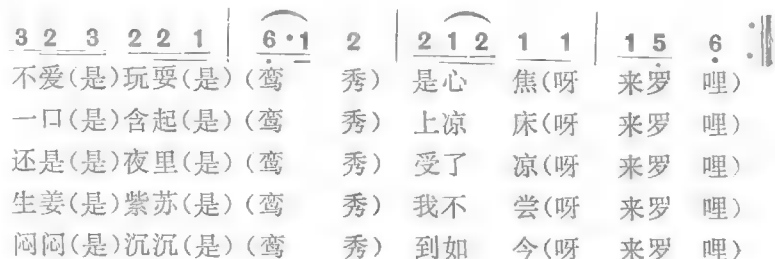 3 2 3 2 2 1 | 6·1 2 | 2 1 2 1 1 | 1 5 6 :‖
不爱(是)玩耍(是)(鸾 秀) 是心 焦(呀 来罗 哩)
一口(是)含起(是)(鸾 秀) 上凉 床(呀 来罗 哩)
还是(是)夜里(是)(鸾 秀) 受了 凉(呀 来罗 哩)
生姜(是)紫苏(是)(鸾 秀) 我不 尝(呀 来罗 哩)
闷闷(是)沉沉(是)(鸾 秀) 到如 今(呀 来罗 哩)